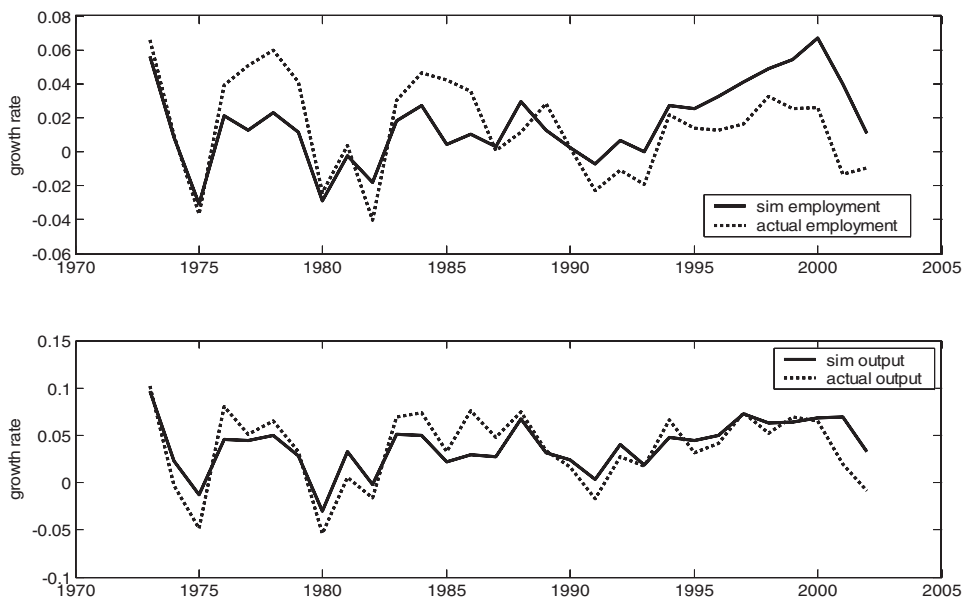 0.08
0.06
0.04
0.02
0
-0.02
-0.04
-0.06
growth rate
sim employment
actual employment
1970 1975 1980 1985 1990 1995 2000 2005
0.15
0.1
0.05
0
-0.05
-0.1
growth rate
sim output
actual output
1970 1975 1980 1985 1990 1995 2000 2005